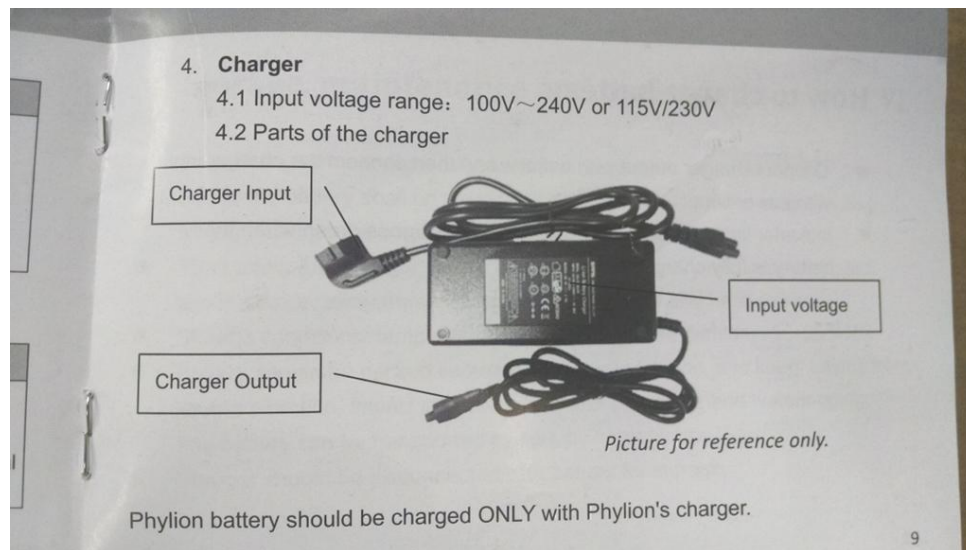 4. Charger
4.1 Input voltage range: 100V～240V or 115V/230V
4.2 Parts of the charger
Charger Input
Input voltage
Charger Output
Picture for reference only.
Phylion battery should be charged ONLY with Phylion's charger.
9